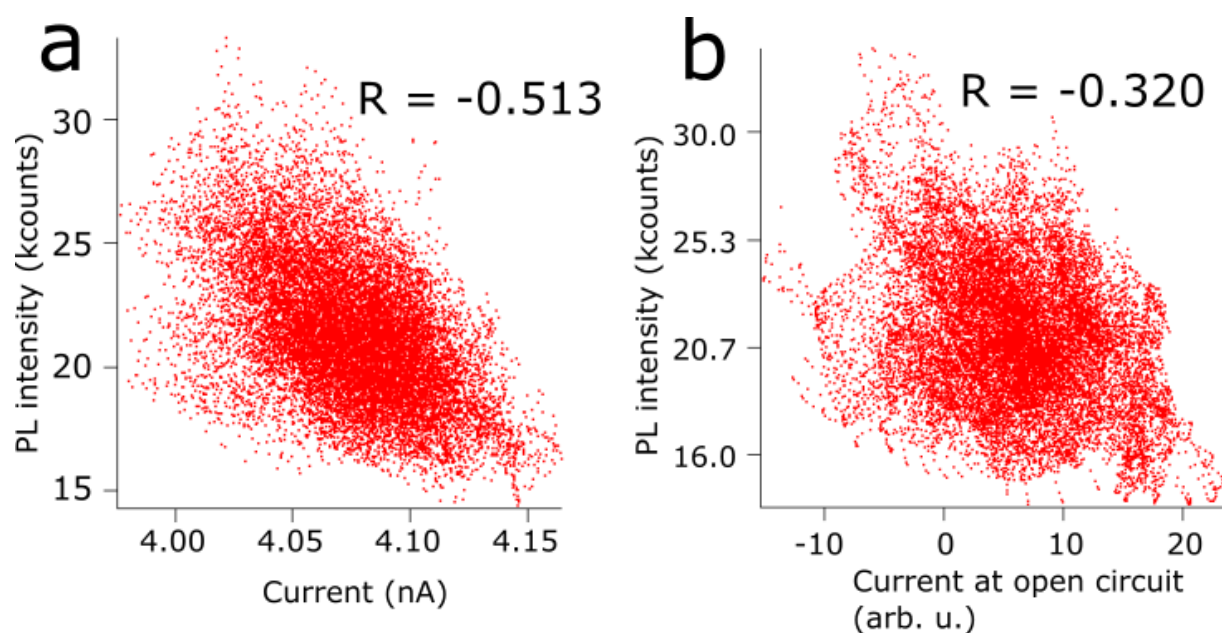 a
R = -0.513
PL intensity (kcounts)
30
25
20
15
4.00 4.05 4.10 4.15
Current (nA)
b
R = -0.320
PL intensity (kcounts)
30.0
25.3
20.7
16.0
-10 0 10 20
Current at open circuit
(arb. u.)